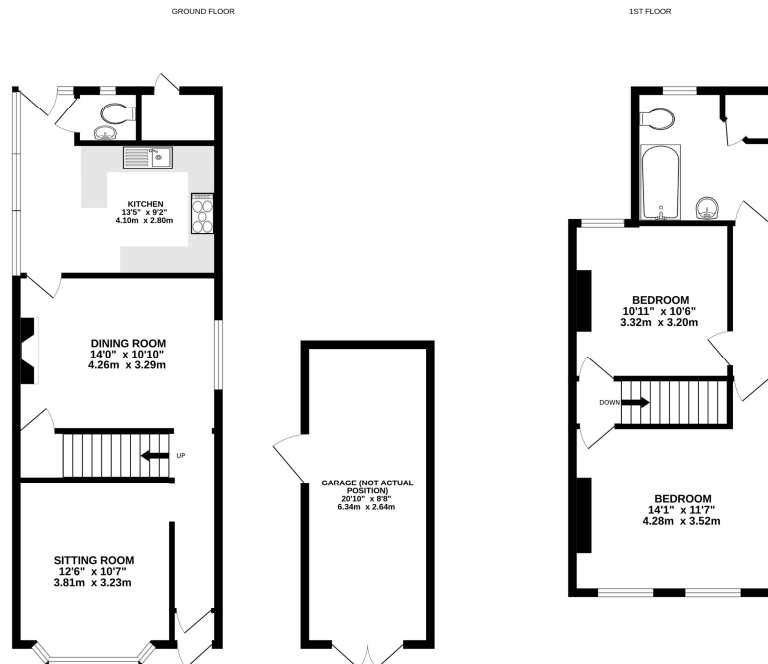 GROUND FLOOR
1ST FLOOR
KITCHEN
13'5" x 9'2"
4.10m x 2.80m
DINING ROOM
14'0" x 10'10"
4.26m x 3.29m
UP
SITTING ROOM
12'6" x 10'7"
3.81m x 3.23m
GARAGE (NOT ACTUAL
POSITION)
20'10" x 8'8"
6.34m x 2.64m
BEDROOM
10'11" x 10'6"
3.32m x 3.20m
DOWN
BEDROOM
14'1" x 11'7"
4.28m x 3.52m